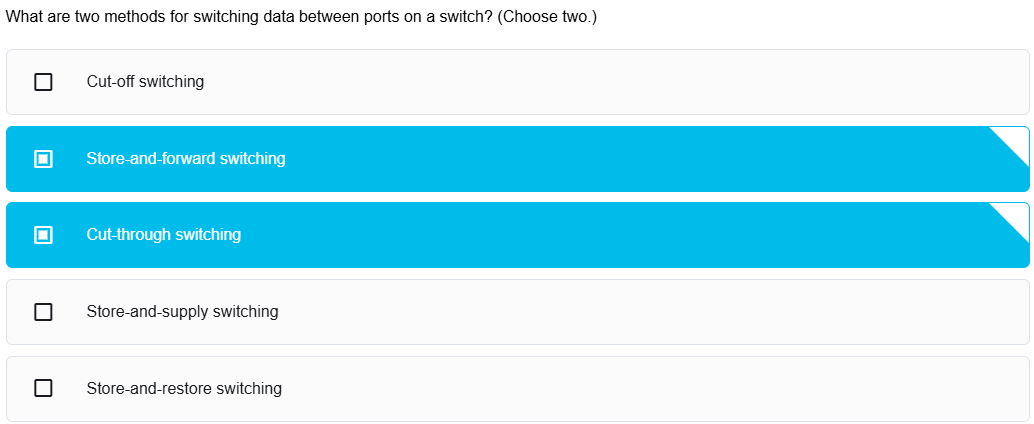 What are two methods for switching data between ports on a switch? (Choose two.)
Cut-off switching
Store-and-forward switching
Cut-through switching
Store-and-supply switching
Store-and-restore switching